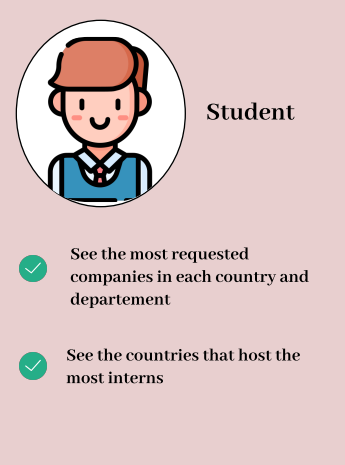 Student
See the most requested
companies in each country and
departement
See the countries that host the
most interns